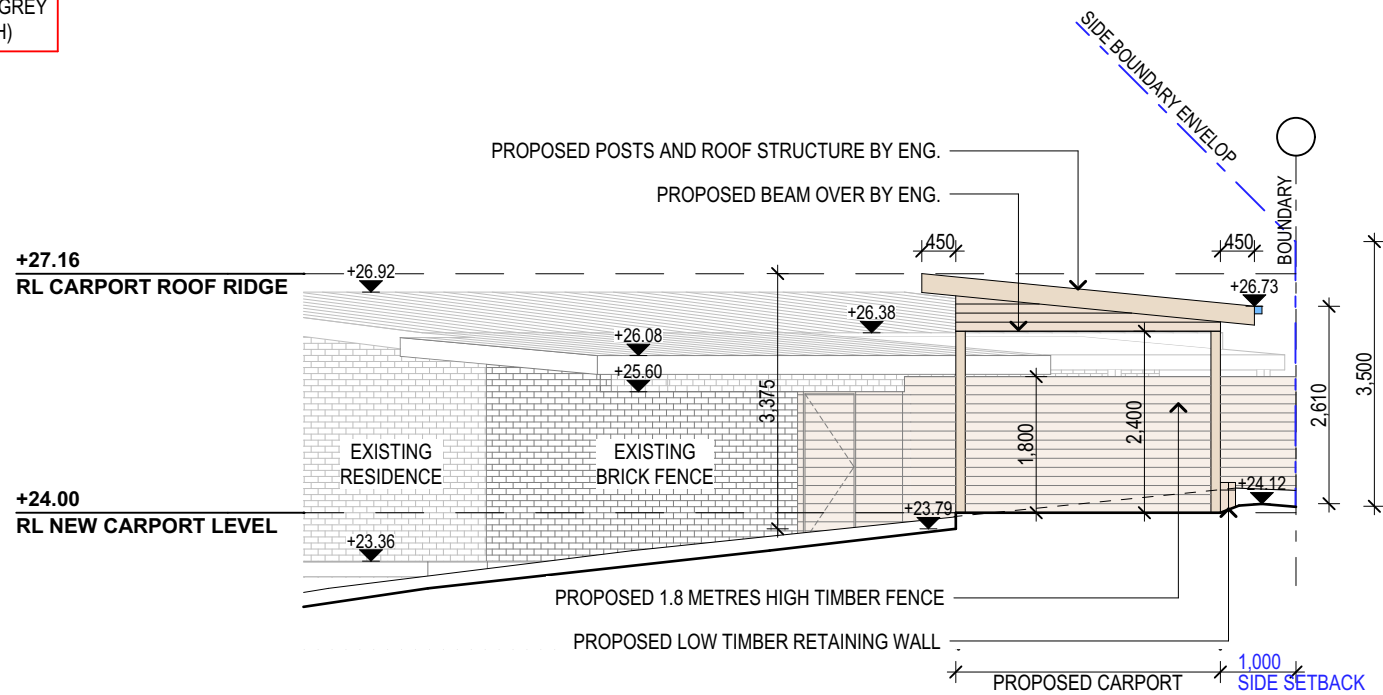 GREY
H)
SIDE BOUNDARY ENVELOP
PROPOSED POSTS AND ROOF STRUCTURE BY ENG.
PROPOSED BEAM OVER BY ENG.
BOUNDARY
450
450
+27.16
RL CARPORT ROOF RIDGE
+26.92
+26.73
+26.38
+26.08
+25.60
3,375
1,800
2,400
2,610
3,500
EXISTING
RESIDENCE
EXISTING
BRICK FENCE
+24.00
RL NEW CARPORT LEVEL
+24.12
+23.79
+23.36
PROPOSED 1.8 METRES HIGH TIMBER FENCE
PROPOSED LOW TIMBER RETAINING WALL
PROPOSED CARPORT
1,000
SIDE SETBACK